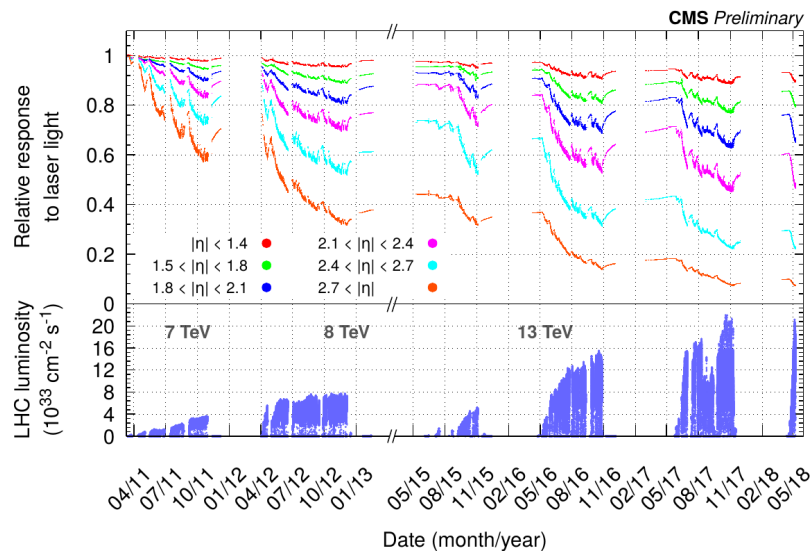 CMS Preliminary
Relative response
to laser light
1
0.8
0.6
0.4
0.2
0
|η| < 1.4
1.5 < |η| < 1.8
1.8 < |η| < 2.1
2.1 < |η| < 2.4
2.4 < |η| < 2.7
2.7 < |η|
//
//
LHC luminosity
(10³³ cm⁻² s⁻¹)
20
16
12
8
4
0
7 TeV
8 TeV
13 TeV
04/11
07/11
10/11
01/12
04/12
07/12
10/12
01/13
05/15
08/15
11/15
02/16
05/16
08/16
11/16
02/17
05/17
08/17
11/17
02/18
05/18
Date (month/year)